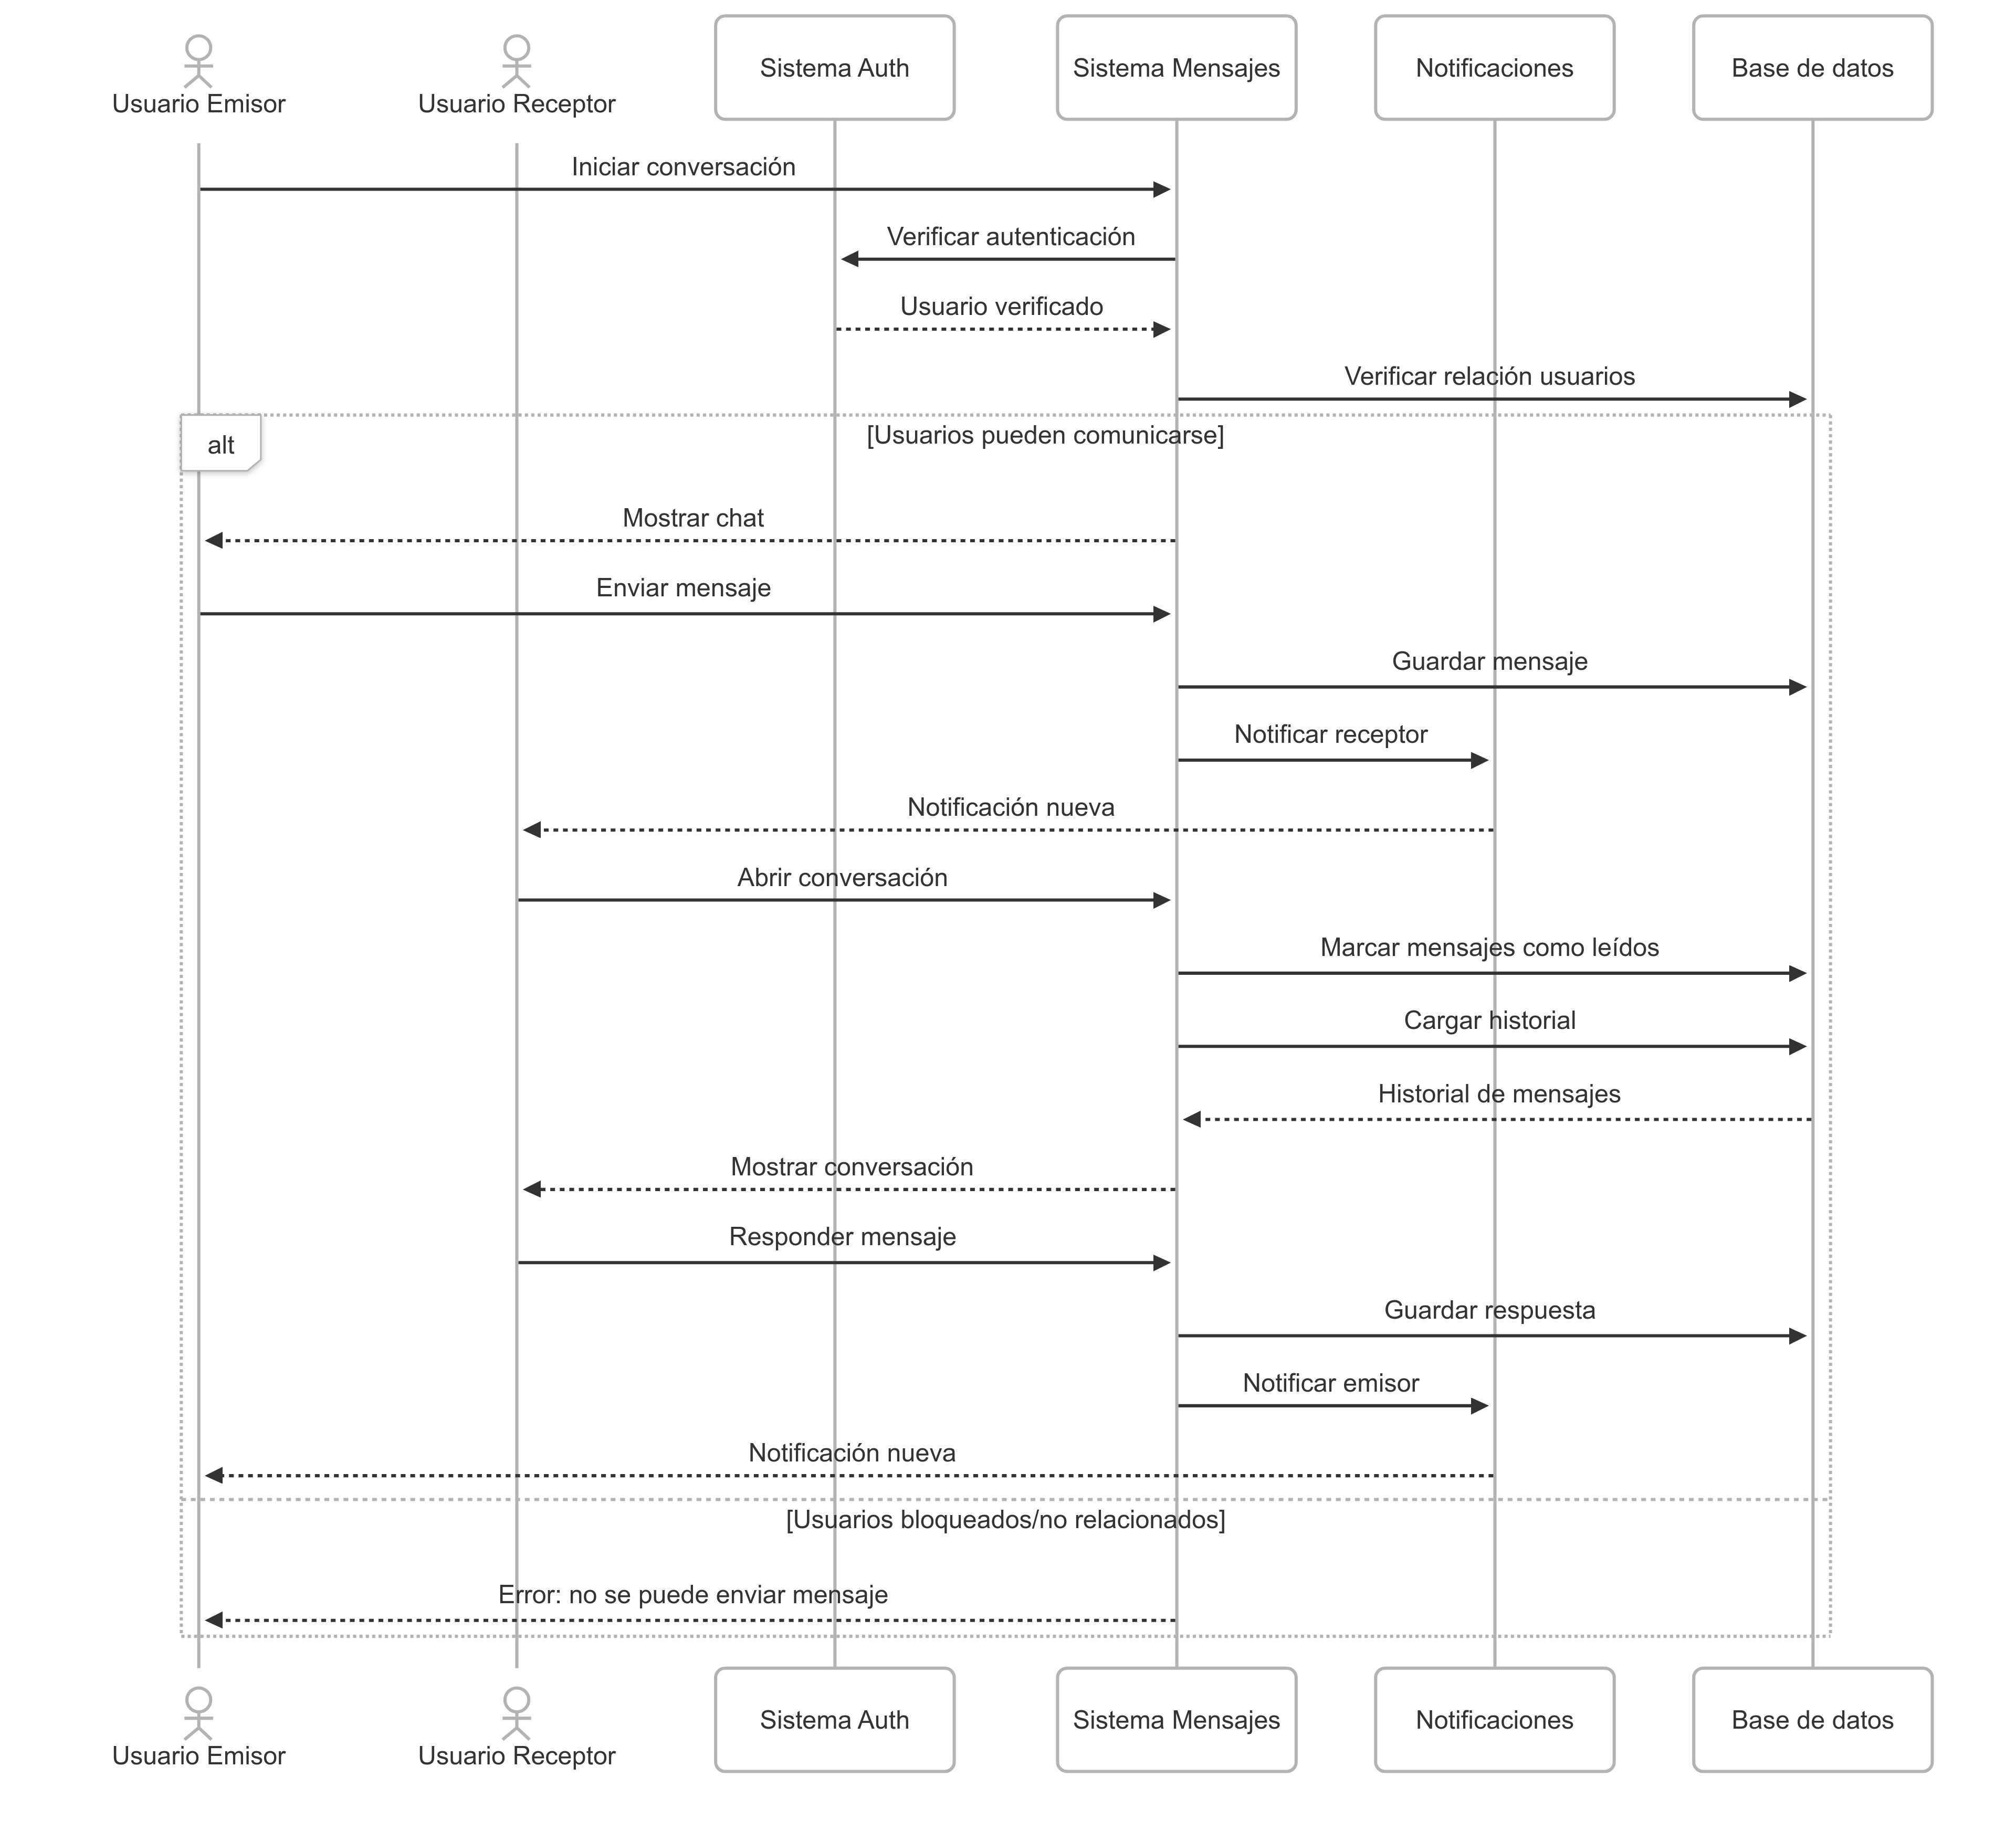 Usuario Emisor
Usuario Receptor
Sistema Auth
Sistema Mensajes
Notificaciones
Base de datos
Iniciar conversación
Verificar autenticación
Usuario verificado
Verificar relación usuarios
alt
[Usuarios pueden comunicarse]
Mostrar chat
Enviar mensaje
Guardar mensaje
Notificar receptor
Notificación nueva
Abrir conversación
Marcar mensajes como leídos
Cargar historial
Historial de mensajes
Mostrar conversación
Responder mensaje
Guardar respuesta
Notificar emisor
Notificación nueva
[Usuarios bloqueados/no relacionados]
Error: no se puede enviar mensaje
Usuario Emisor
Usuario Receptor
Sistema Auth
Sistema Mensajes
Notificaciones
Base de datos